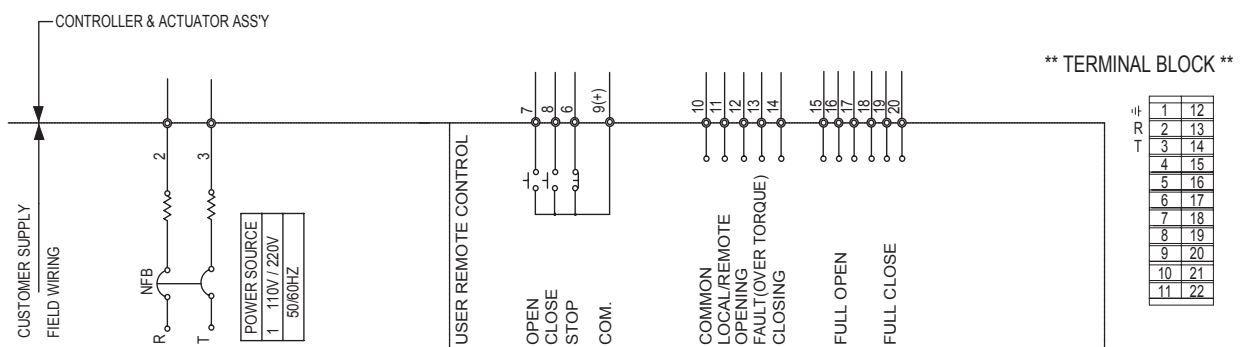 CONTROLLER & ACTUATOR ASS'Y
CUSTOMER SUPPLY
FIELD WIRING
2
3
NFB
R
T
POWER SOURCE
1 110V / 220V
50/60HZ
USER REMOTE CONTROL
7
8
6
9(+)
OPEN
CLOSE
STOP
COM.
10
11
12
13
14
COMMON
LOCAL/REMOTE
OPENING
FAULT(OVER TORQUE)
CLOSING
15
16
17
18
19
20
FULL OPEN
FULL CLOSE
** TERMINAL BLOCK **
1 12
R 2 13
T 3 14
4 15
5 16
6 17
7 18
8 19
9 20
10 21
11 22